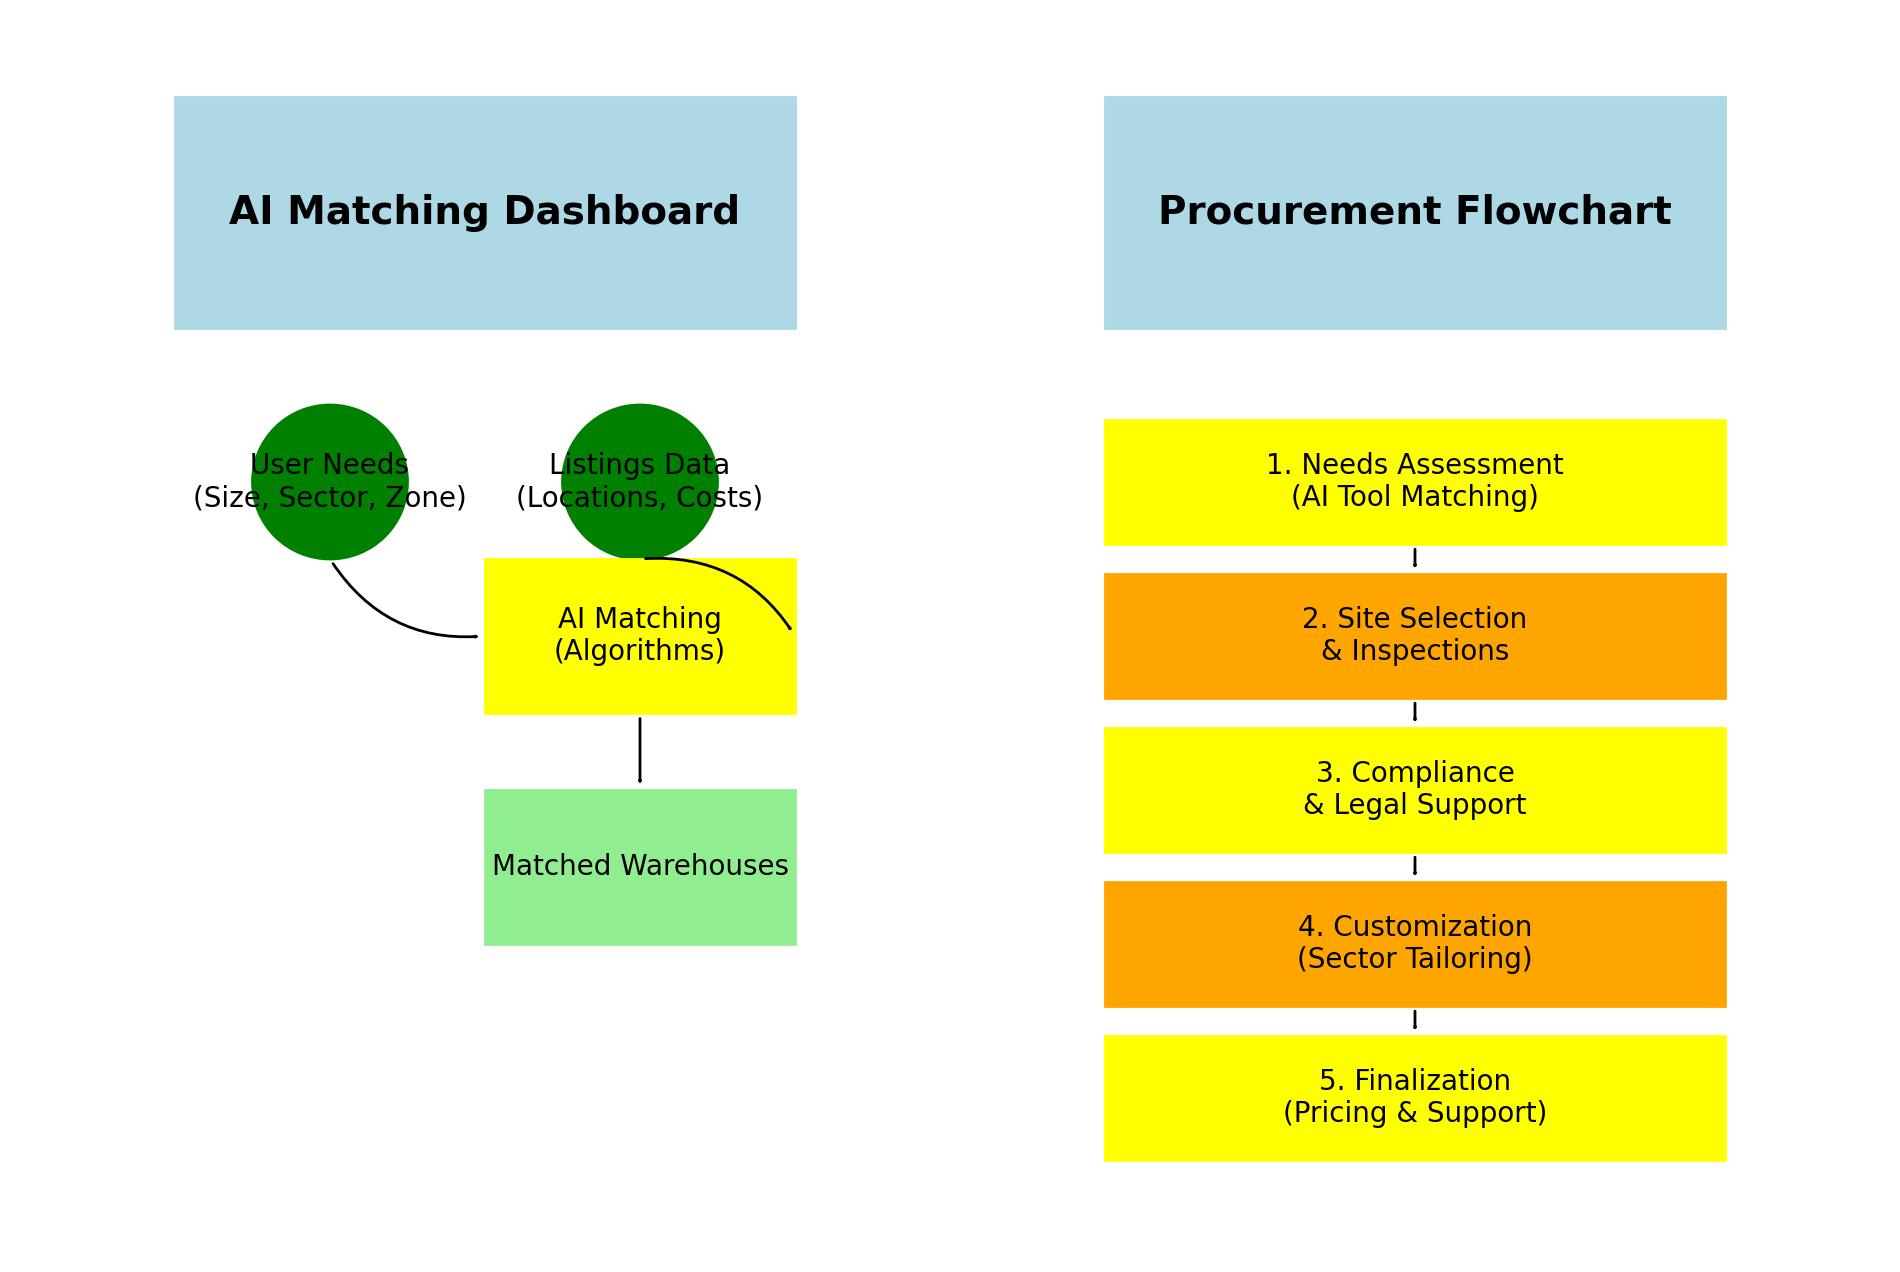 AI Matching Dashboard
User Needs
(Size, Sector, Zone)
Listings Data
(Locations, Costs)
AI Matching
(Algorithms)
Matched Warehouses
Procurement Flowchart
1. Needs Assessment
(AI Tool Matching)
2. Site Selection
& Inspections
3. Compliance
& Legal Support
4. Customization
(Sector Tailoring)
5. Finalization
(Pricing & Support)